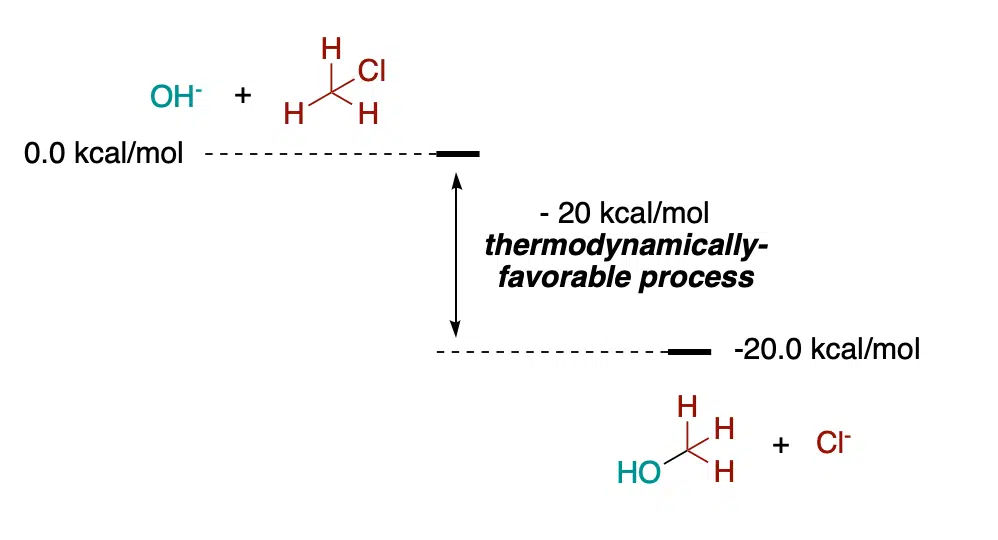 H
Cl
OH- +
H H
0.0 kcal/mol
- 20 kcal/mol
thermodynamically-
favorable process
-20.0 kcal/mol
H
H
+ Cl-
HO H